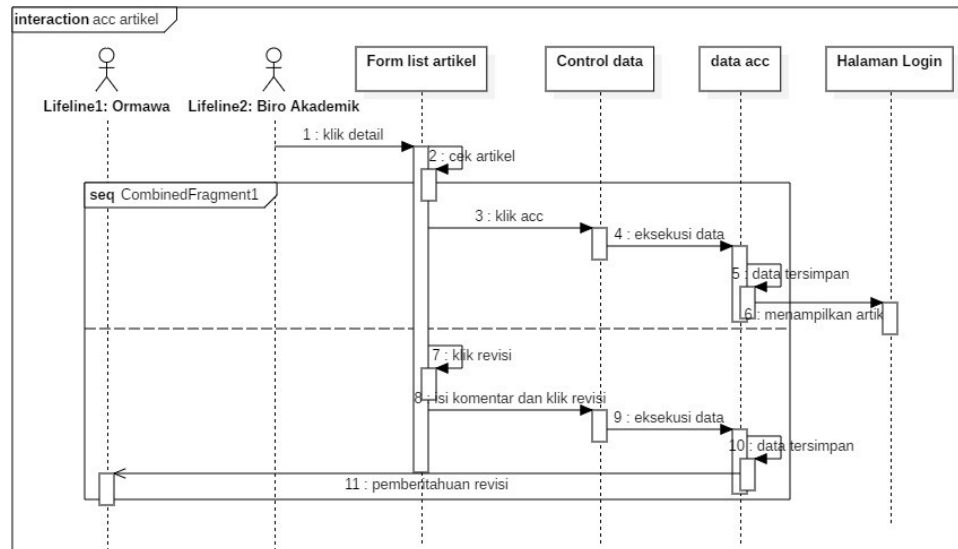 interaction acc artikel
Form list artikel
Control data
data acc
Halaman Login
Lifeline1: Ormawa
Lifeline2: Biro Akademik
1 : klik detail
2 : cek artikel
seq CombinedFragment1
3 : klik acc
4 : eksekusi data
5 : data tersimpan
6 : menampilkan artik
7 : klik revisi
8 : isi komentar dan klik revisi
9 : eksekusi data
10 : data tersimpan
11 : pemberitahuan revisi